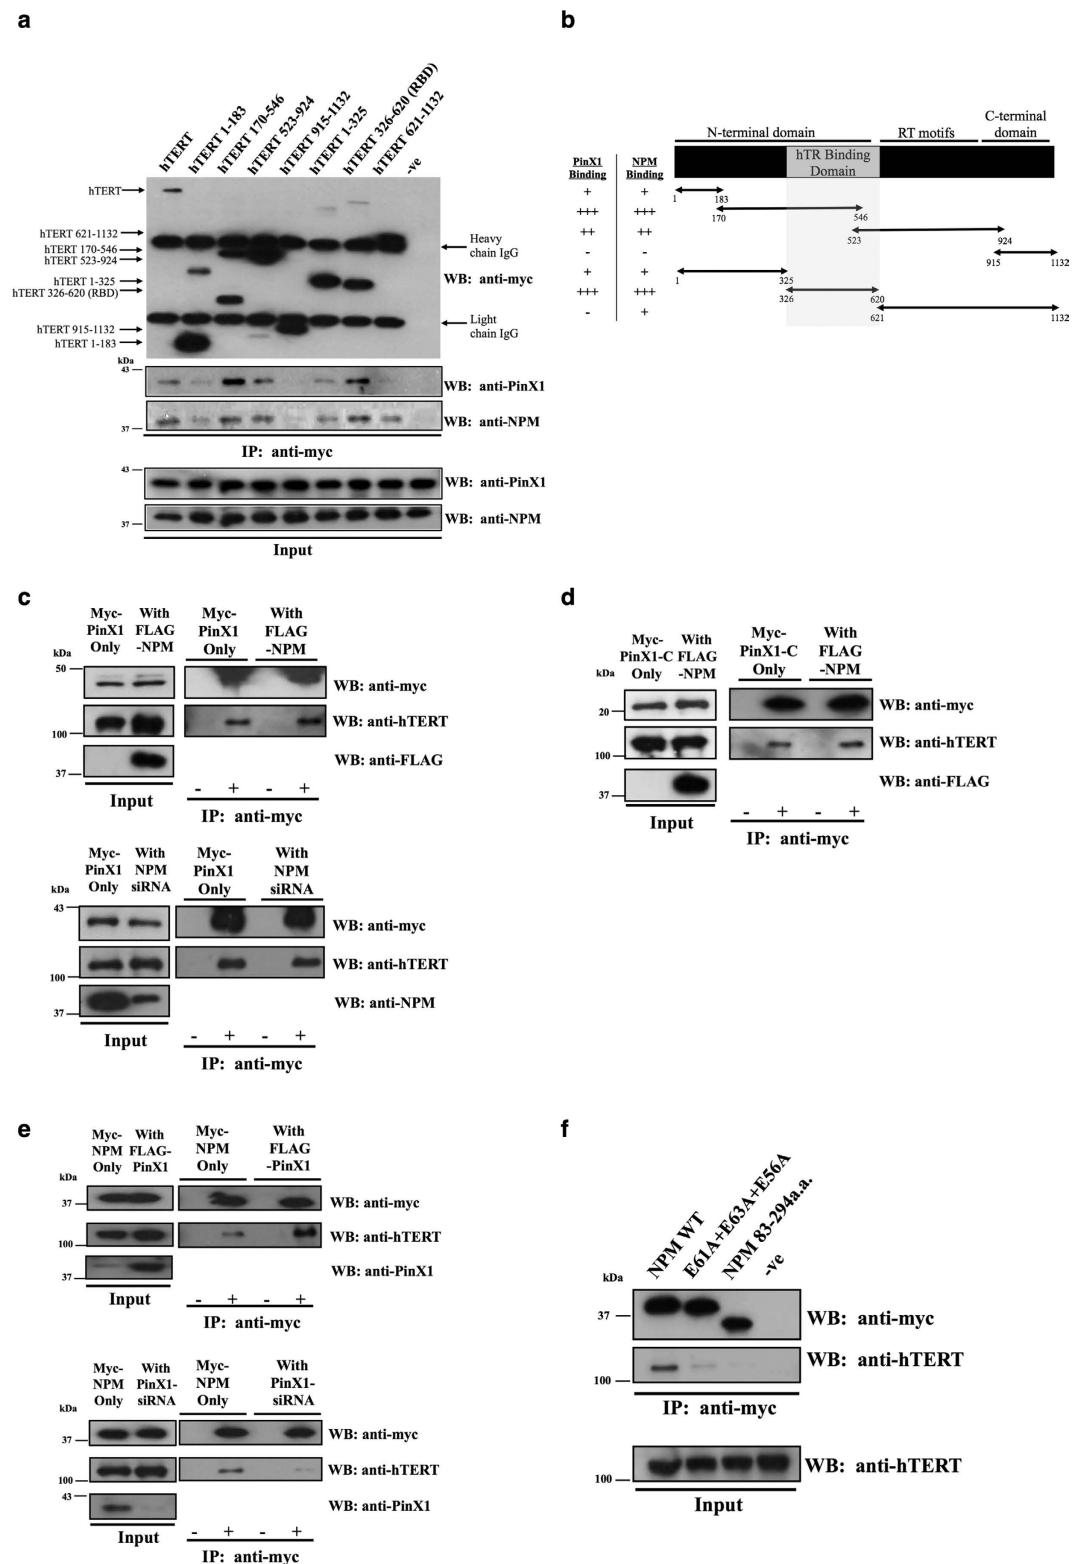 a
hTERT
hTERT 1-183
hTERT 170-546
hTERT 523-924
hTERT 915-1132
hTERT 1-325
hTERT 326-620 (RBD)
hTERT 621-1132
-ve
hTERT
hTERT 621-1132
hTERT 170-546
hTERT 523-924
hTERT 1-325
hTERT 326-620 (RBD)
hTERT 915-1132
hTERT 1-183
Heavy
chain IgG
WB: anti-myc
Light
chain IgG
kDa
43
WB: anti-PinX1
WB: anti-NPM
37
IP: anti-myc
43
WB: anti-PinX1
WB: anti-NPM
37
Input
b
N-terminal domain
RT motifs
C-terminal
domain
hTR Binding
Domain
PinX1
Binding
NPM
Binding
+ +
1 183
+++ +++
170 546
++ ++
523 924
- -
915 1132
+ +
1 325
+++ +++
326 620
- +
621 1132
c
Myc-
PinX1
Only
With
FLAG
-NPM
Myc-
PinX1
Only
With
FLAG
-NPM
kDa
50
WB: anti-myc
WB: anti-hTERT
100
WB: anti-FLAG
37
Input
- + - +
IP: anti-myc
Myc-
PinX1
Only
With
NPM
siRNA
Myc-
PinX1
Only
With
NPM
siRNA
kDa
43
WB: anti-myc
WB: anti-hTERT
100
WB: anti-NPM
37
Input
- + - +
IP: anti-myc
d
Myc-
PinX1-C
Only
With
FLAG
-NPM
Myc-
PinX1-C
Only
With
FLAG
-NPM
kDa
20
WB: anti-myc
WB: anti-hTERT
100
WB: anti-FLAG
37
Input
- + - +
IP: anti-myc
e
Myc-
NPM
Only
With
FLAG-
PinX1
Myc-
NPM
Only
With
FLAG
-PinX1
kDa
37
WB: anti-myc
WB: anti-hTERT
100
WB: anti-PinX1
37
Input
- + - +
IP: anti-myc
Myc-
NPM
Only
With
PinX1-
siRNA
Myc-
NPM
Only
With
PinX1-
siRNA
kDa
37
WB: anti-myc
WB: anti-hTERT
100
43
WB: anti-PinX1
Input
- + - +
IP: anti-myc
f
NPM WT
E61A+E63A+E56A
NPM 83-294a.a.
-ve
kDa
37
WB: anti-myc
WB: anti-hTERT
100
IP: anti-myc
WB: anti-hTERT
100
Input